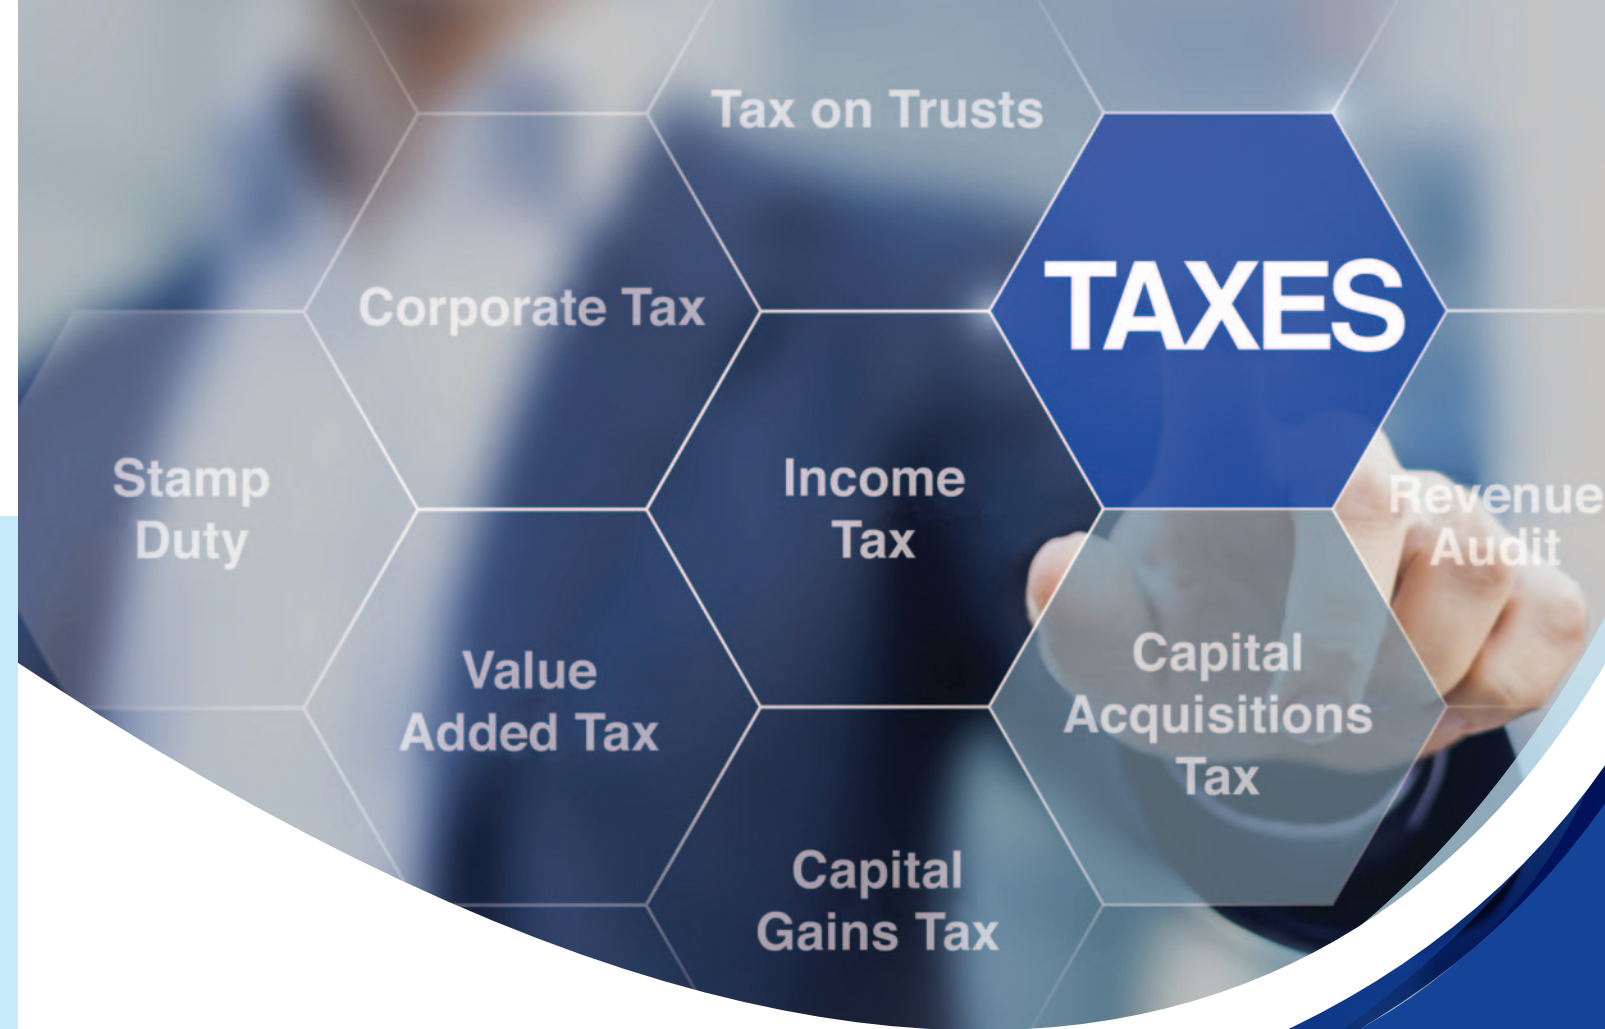 Tax on Trusts
TAXES
Corporate Tax
Stamp
Duty
Income
Tax
Revenue
Audit
Value
Added Tax
Capital
Acquisitions
Tax
Capital
Gains Tax